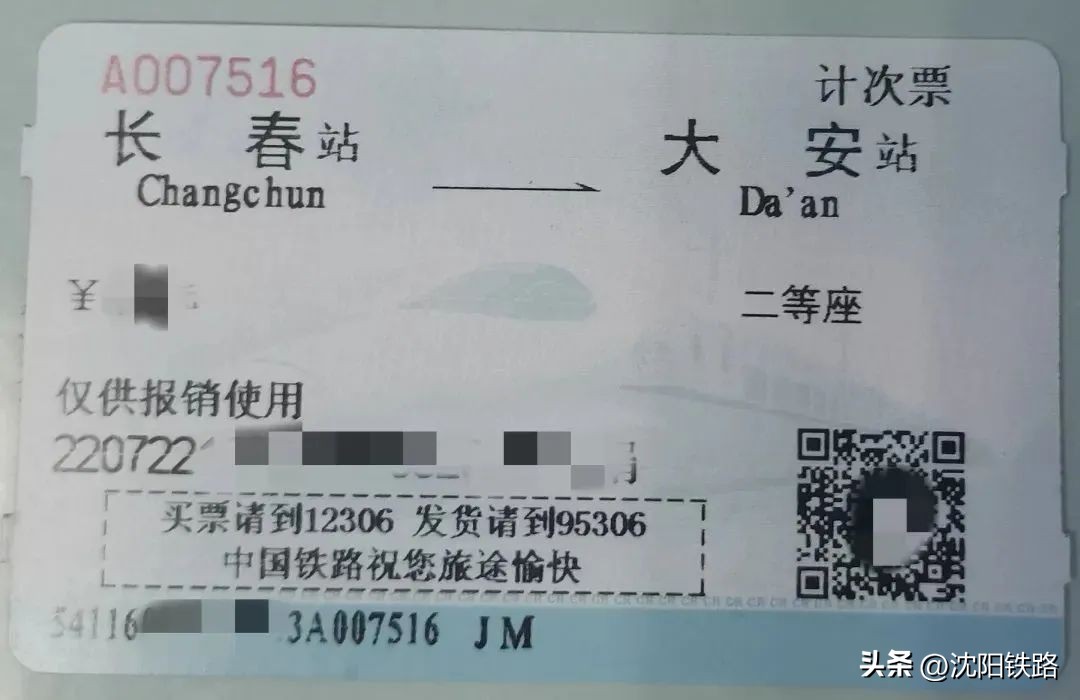 A007516
计次票
长 春站
大 安站
Changchun
Da'an
¥
二等座
仅供报销使用
220722
买票请到12306 发货请到95306
中国铁路祝您旅途愉快
54116 3A007516 JM
头条 @沈阳铁路